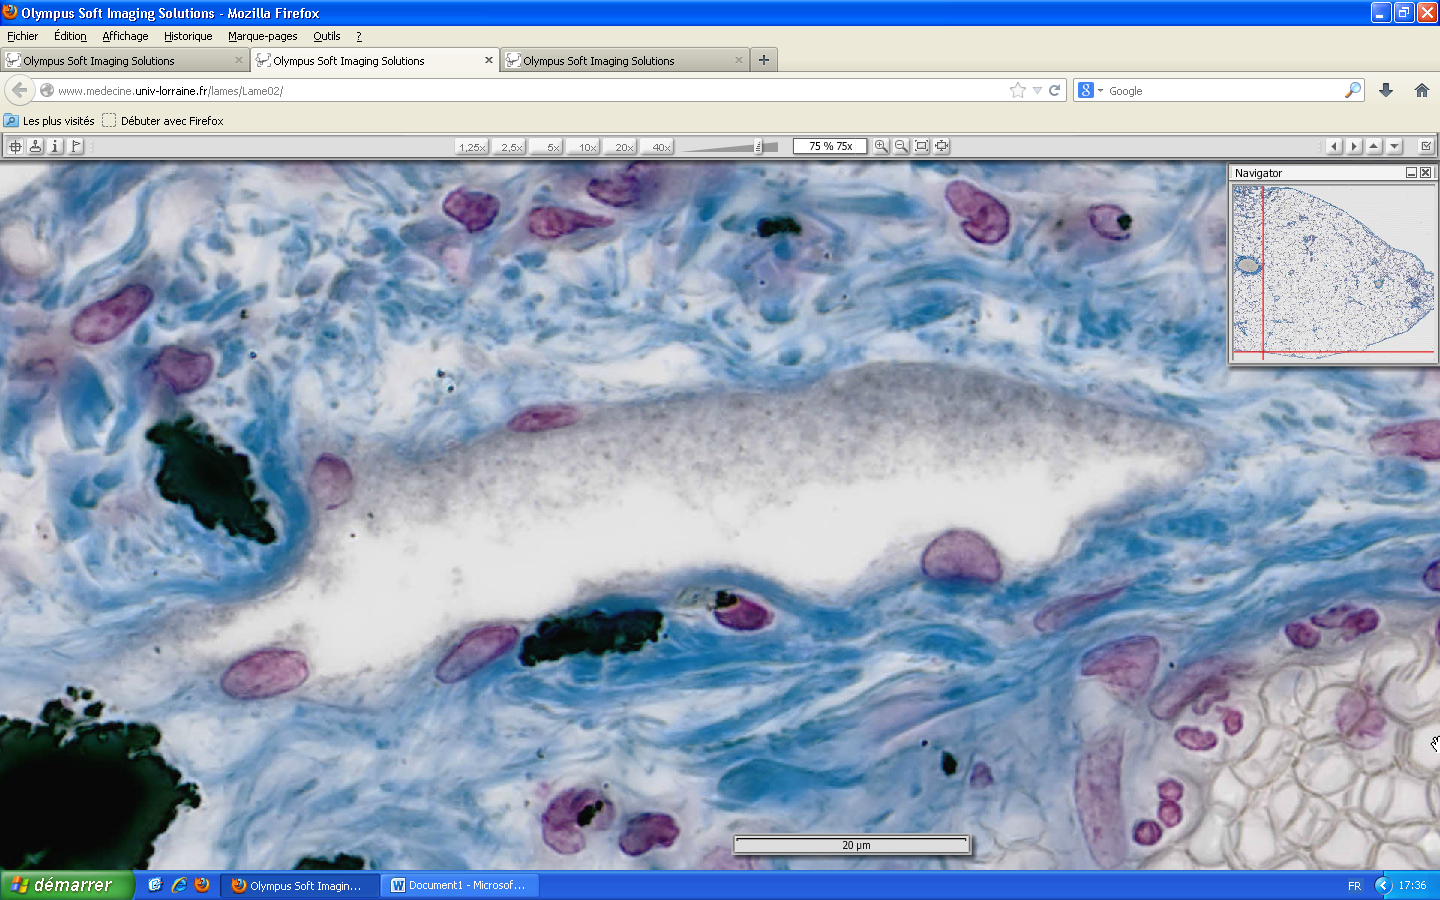 Olympus Soft Imaging Solutions - Mozilla Firefox
Fichier Édition Affichage Historique Marque-pages Outils ?
Olympus Soft Imaging Solutions Olympus Soft Imaging Solutions Olympus Soft Imaging Solutions
www.medecine.univ-lorraine.fr/lames/Lame02/ Google
Les plus visités Débuter avec Firefox
1,25x 2,5x 5x 10x 20x 40x 75 % 75x
Navigator
20 µm
démarrer Olympus Soft Imagin... Document1 - Microsof... FR 17:36